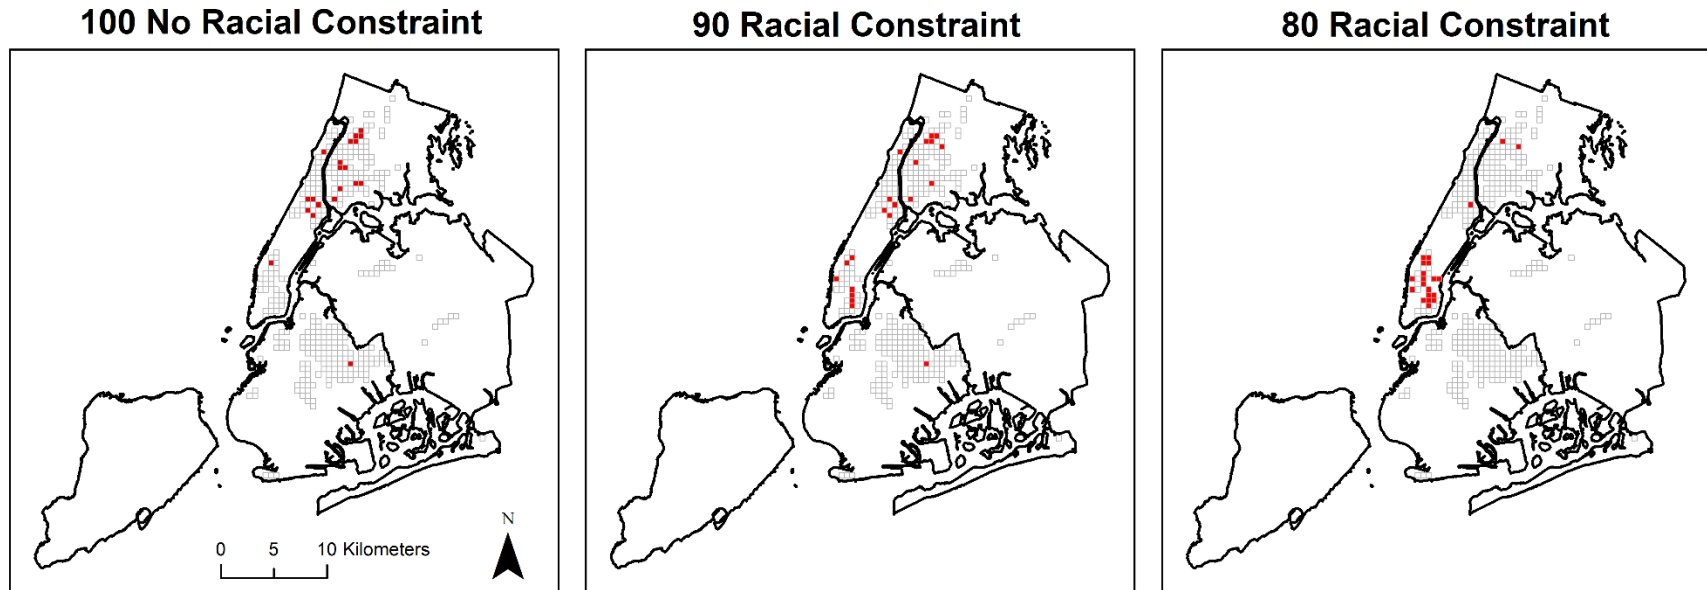 100 No Racial Constraint
90 Racial Constraint
80 Racial Constraint
N
0 5 10 Kilometers